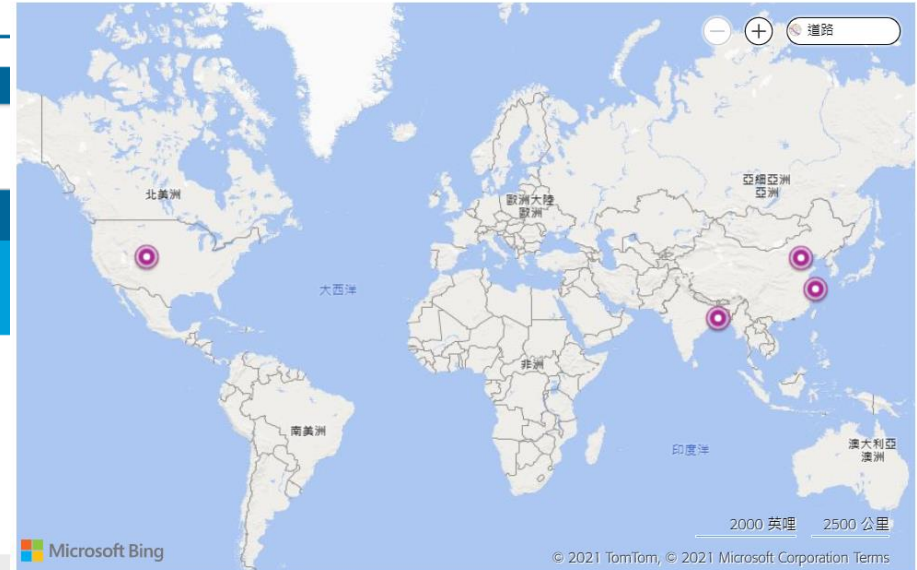 道路
北美洲
亞細亞洲
亞洲
歐洲大陸
歐洲
大西洋
非洲
南美洲
印度洋
澳大利亞
澳洲
2000 英哩 2500 公里
Microsoft Bing
© 2021 TomTom, © 2021 Microsoft Corporation Terms